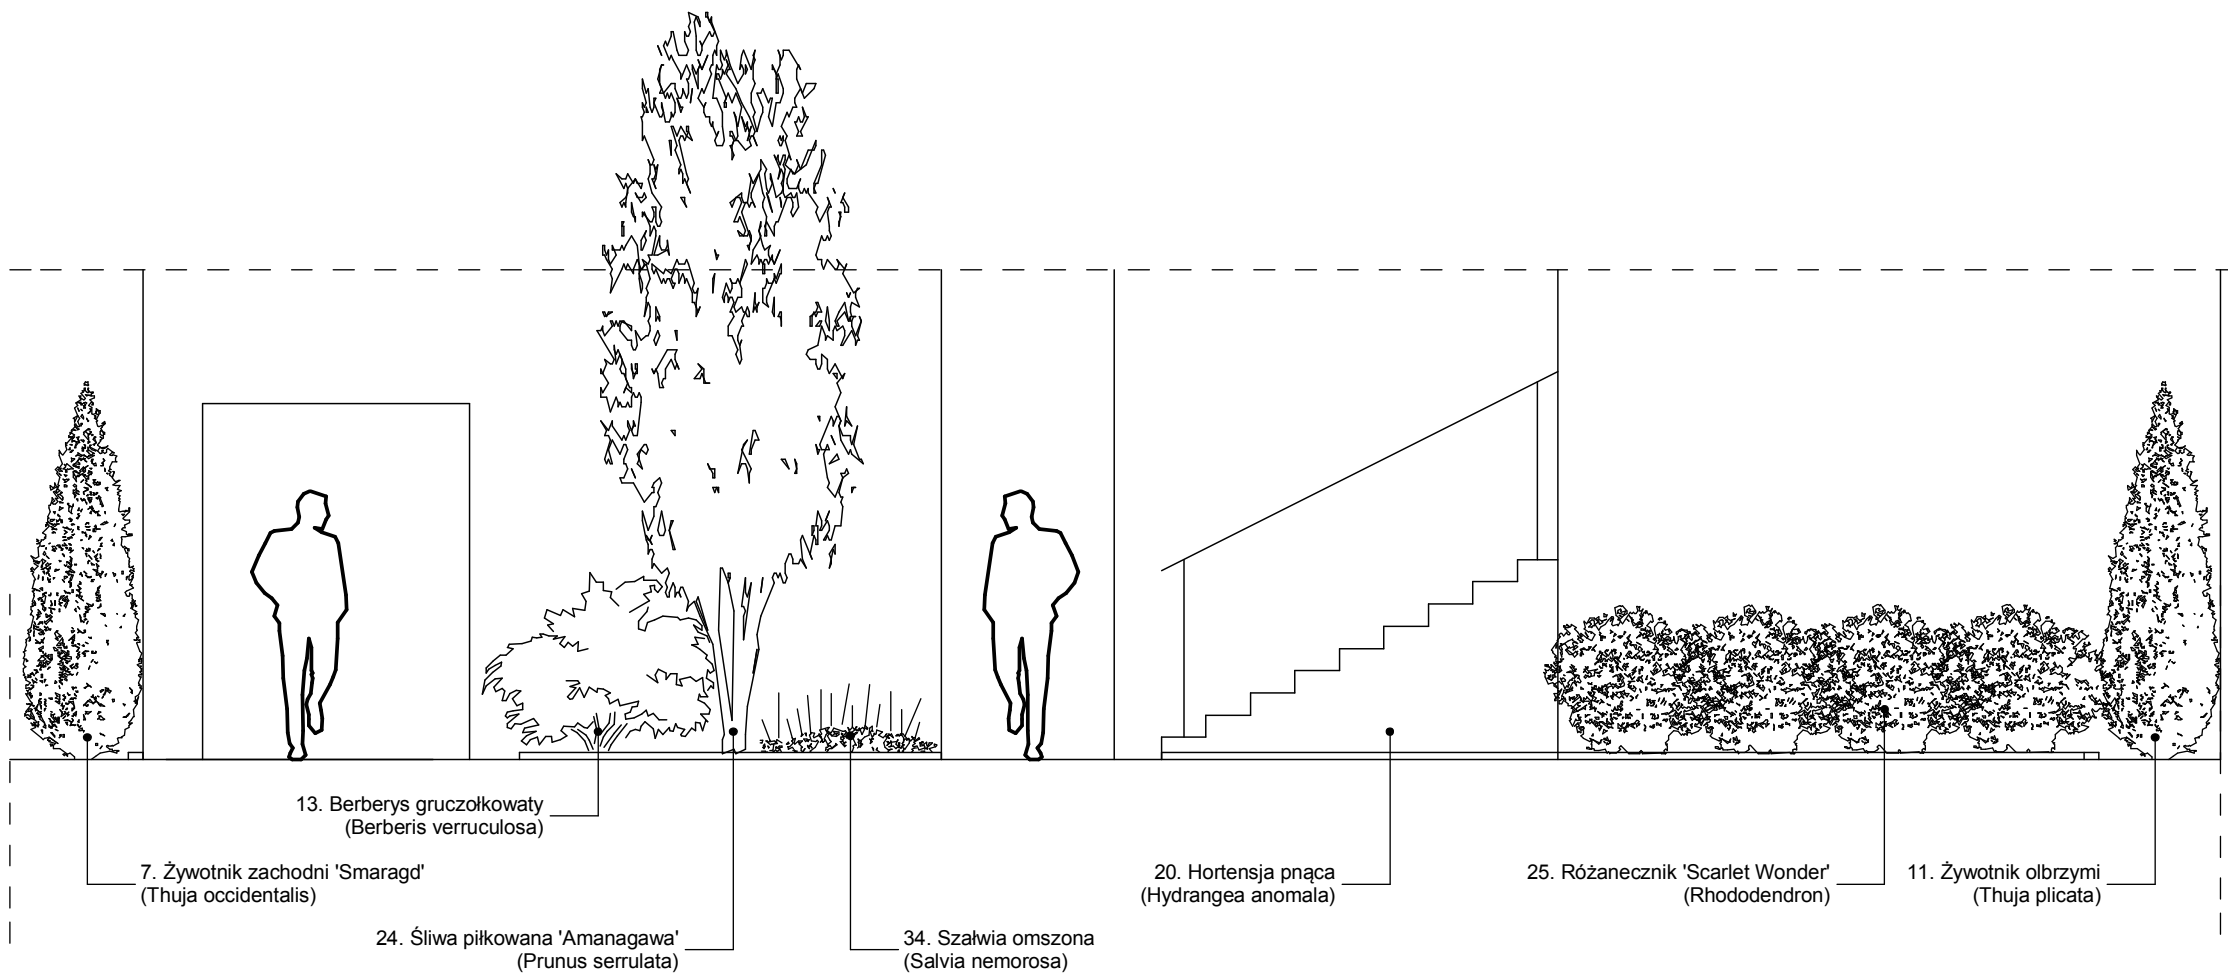 13. Berberys gruczołkowaty
(Berberis verruculosa)
7. Żywotnik zachodni 'Smaragd'
(Thuja occidentalis)
20. Hortensja pnąca
(Hydrangea anomala)
25. Różanecznik 'Scarlet Wonder'
(Rhododendron)
11. Żywotnik olbrzymi
(Thuja plicata)
24. Śliwa piłkowana 'Amanagawa'
(Prunus serrulata)
34. Szałwia omszona
(Salvia nemorosa)